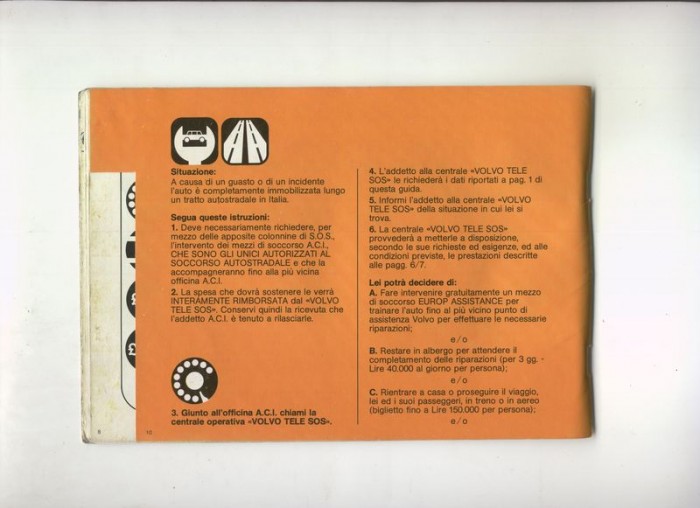 Situazione:
A causa di un guasto o di un incidente
l'auto è completamente immobilizzata lungo
un tratto autostradale in Italia.
Segua queste istruzioni:
1. Deve necessariamente richiedere, per
mezzo delle apposite colonnine di S.O.S.,
l'intervento dei mezzi di soccorso A.C.I.,
CHE SONO GLI UNICI AUTORIZZATI AL
SOCCORSO AUTOSTRADALE e che la
accompagneranno fino alla più vicina
officina A.C.I.
2. La spesa che dovrà sostenere le verrà
INTERAMENTE RIMBORSATA dal «VOLVO
TELE SOS». Conservi quindi la ricevuta che
l'addetto A.C.I. è tenuto a rilasciarle.
3. Giunto all'officina A.C.I. chiami la
centrale operativa «VOLVO TELE SOS».
4. L'addetto alla centrale «VOLVO TELE
SOS» le richiederà i dati riportati a pag. 1 di
questa guida.
5. Informi l'addetto alla centrale «VOLVO
TELE SOS» della situazione in cui lei si
trova.
6. La centrale «VOLVO TELE SOS»
provvederà a metterle a disposizione,
secondo le sue richieste ed esigenze, ed alle
condizioni previste, le prestazioni descritte
alle pagg. 6/7.
Lei potrà decidere di:
A. Fare intervenire gratuitamente un mezzo
di soccorso EUROP ASSISTANCE per
trainare l'auto fino al più vicino punto di
assistenza Volvo per effettuare le necessarie
riparazioni;
e/o
B. Restare in albergo per attendere il
completamento delle riparazioni (per 3 gg. -
Lire 40.000 al giorno per persona);
e/o
C. Rientrare a casa o proseguire il viaggio,
lei ed i suoi passeggeri, in treno o in aereo
(biglietto fino a Lire 150.000 per persona);
e/o
8
10